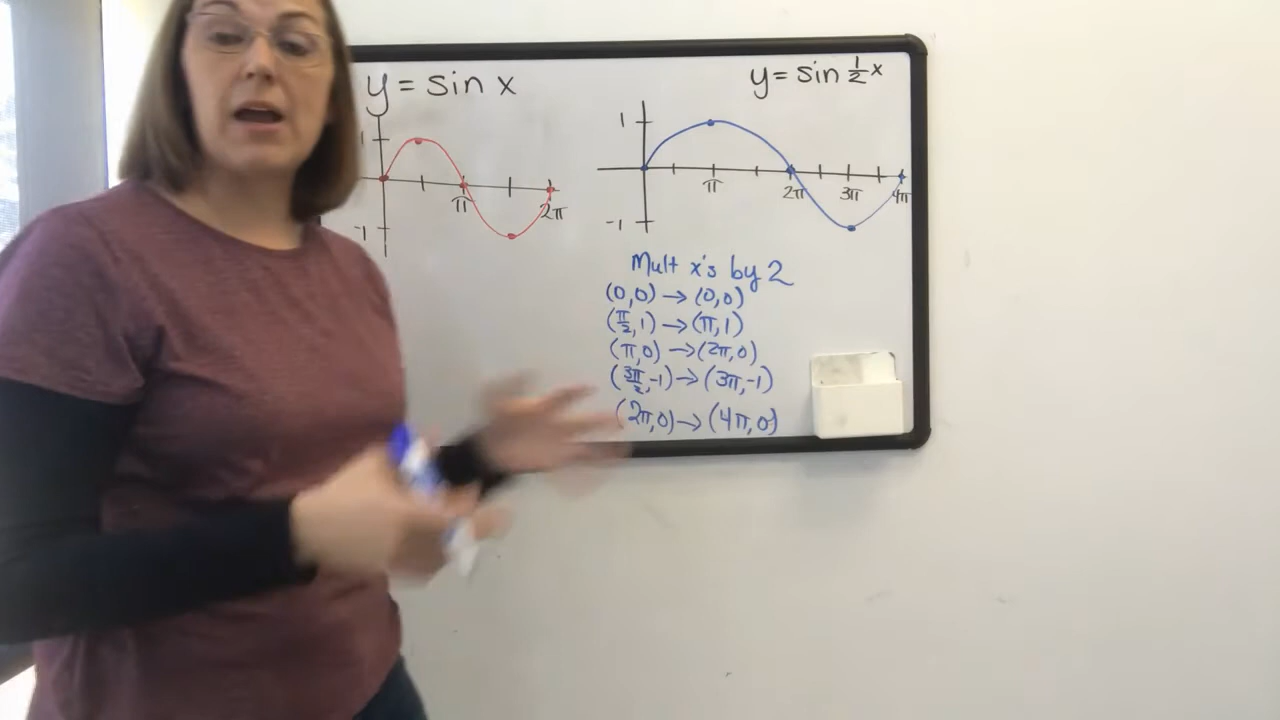 y = sin x
1
π
2π
-1
y = sin 1/2 x
1
π
2π
3π
4π
-1
Mult x's by 2
(0,0) → (0,0)
(π/2, 1) → (π, 1)
(π, 0) → (2π, 0)
(3π/2, -1) → (3π, -1)
(2π, 0) → (4π, 0)